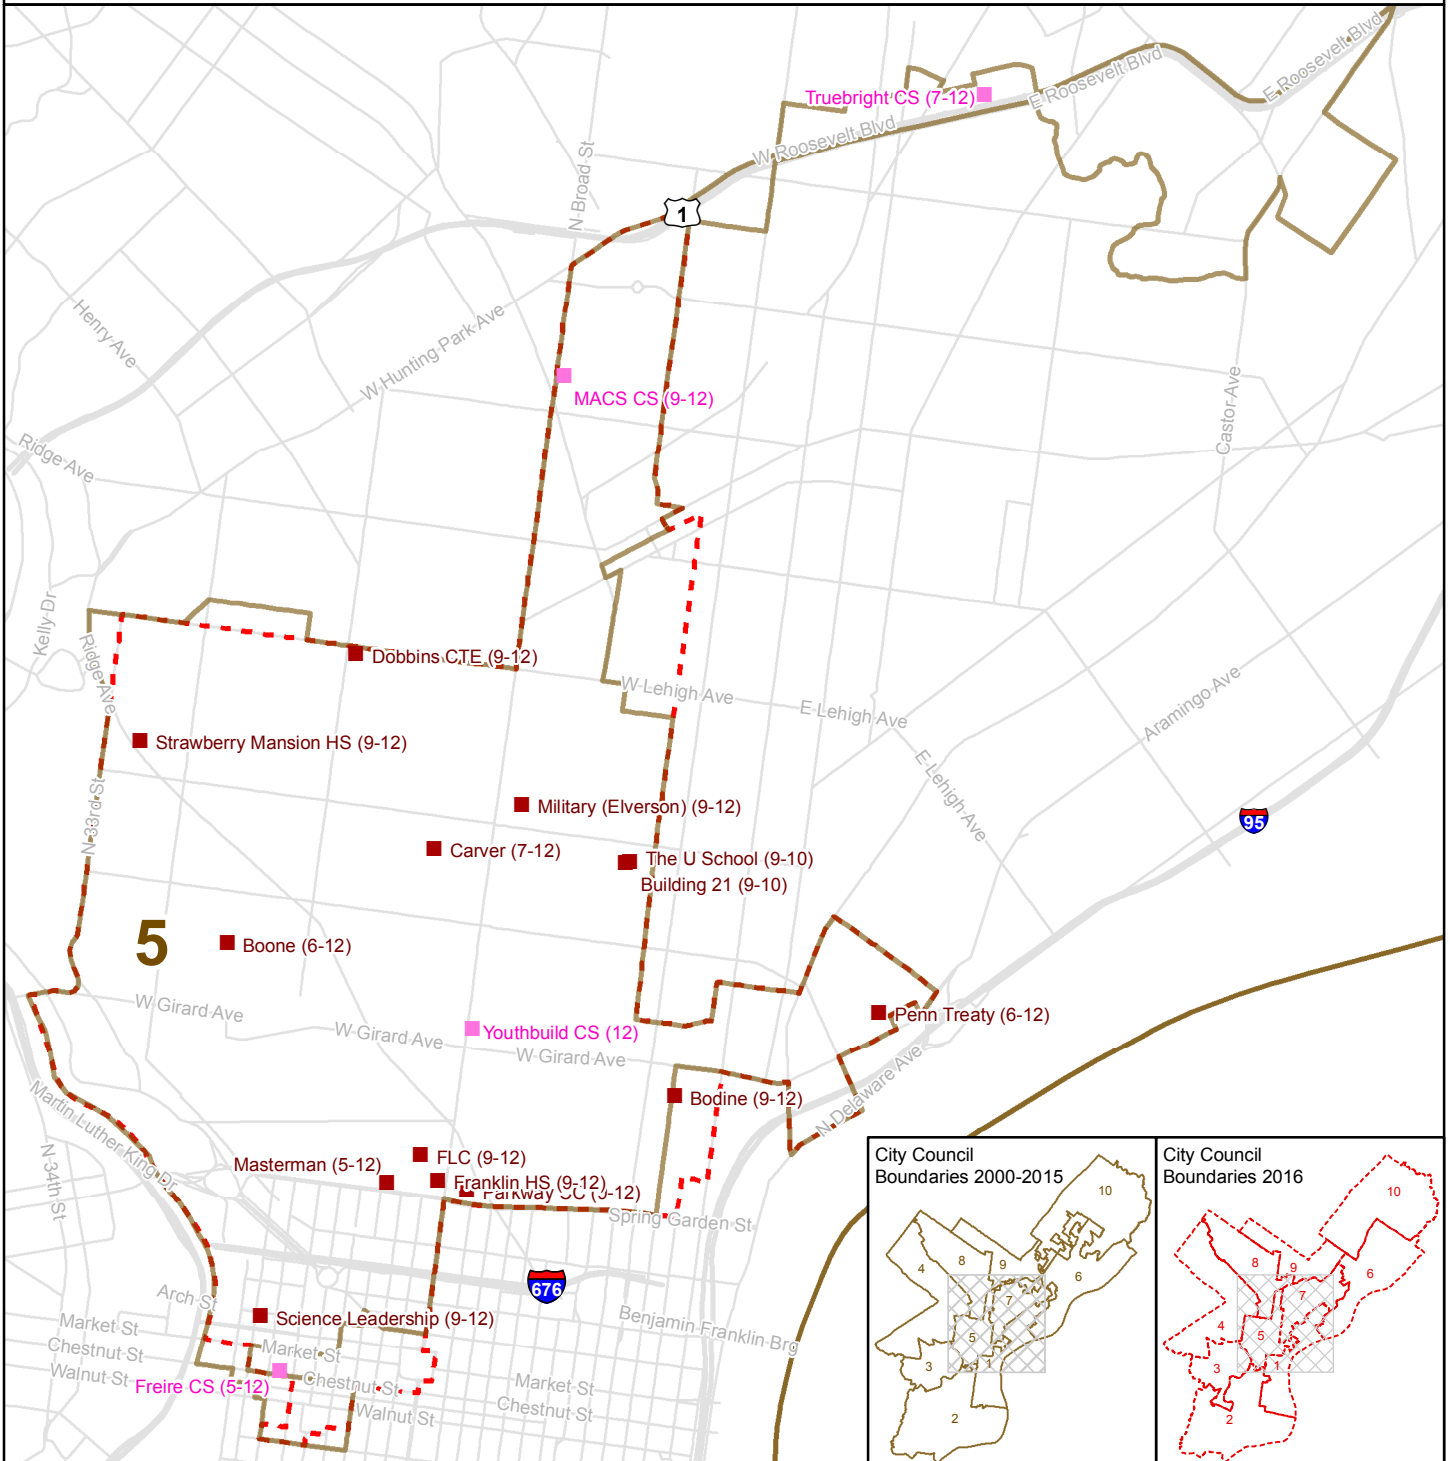 Truebright CS (7-12)
E Roosevelt Blvd
E Roosevelt Blvd
W Roosevelt Blvd
N Broad St
1
Henry Ave
W Hunting Park Ave
MACS CS (9-12)
Castor Ave
Ridge Ave
Kelly Dr
Ridge Ave
Dobbins CTE (9-12)
W Lehigh Ave
E Lehigh Ave
Aramingo Ave
Strawberry Mansion HS (9-12)
E Lehigh Ave
N 33rd St
Military (Elverson) (9-12)
95
Carver (7-12)
The U School (9-10)
Building 21 (9-10)
5
Boone (6-12)
W Girard Ave
W Girard Ave
Youthbuild CS (12)
W Girard Ave
Penn Treaty (6-12)
N Delaware Ave
Bodine (9-12)
Martin Luther King Dr
N 34th St
Masterman (5-12)
FLC (9-12)
Franklin HS (9-12)
Parkway (9-12)
Spring Garden St
676
Arch St
Science Leadership (9-12)
Benjamin Franklin Brg
Market St
Chestnut St
Walnut St
Market St
Freire CS (5-12)
Chestnut St
Walnut St
Market St
Chestnut St
City Council
Boundaries 2000-2015
10
8
9
4
6
7
5
3
1
2
City Council
Boundaries 2016
10
8
9
6
7
4
5
3
1
2